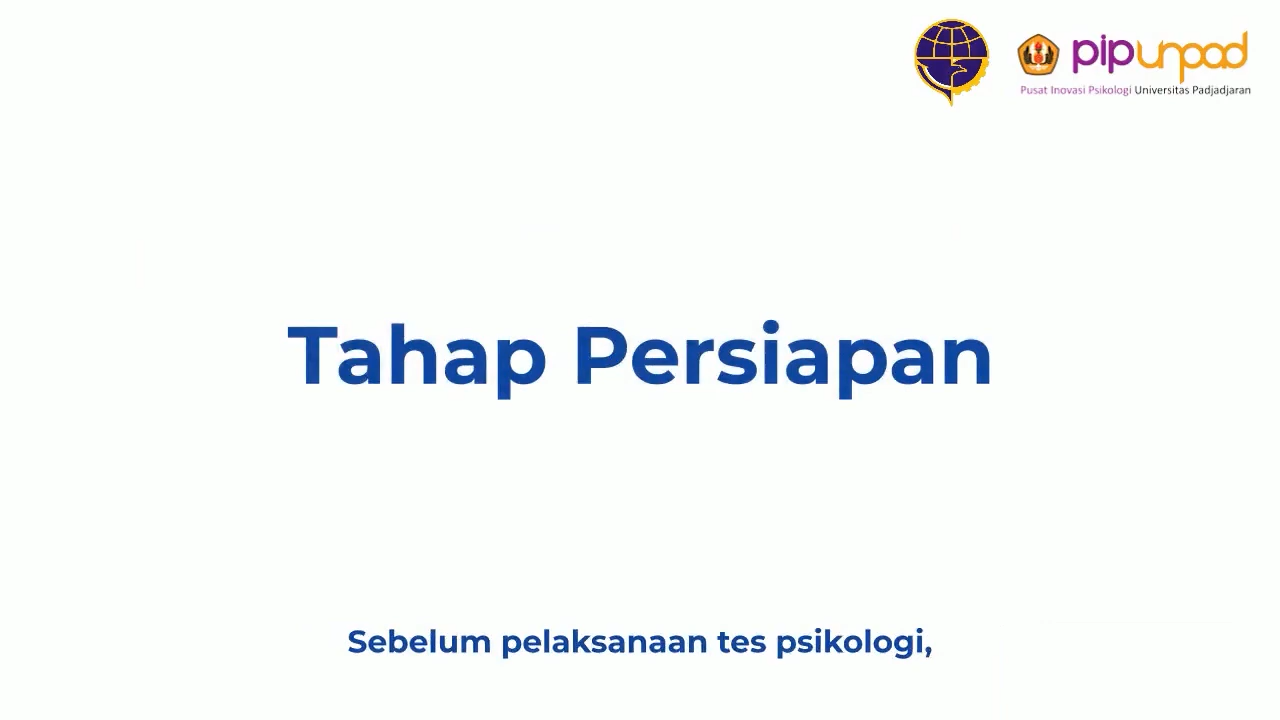 pipunpad
Pusat Inovasi Psikologi Universitas Padjadjaran
Tahap Persiapan
Sebelum pelaksanaan tes psikologi,